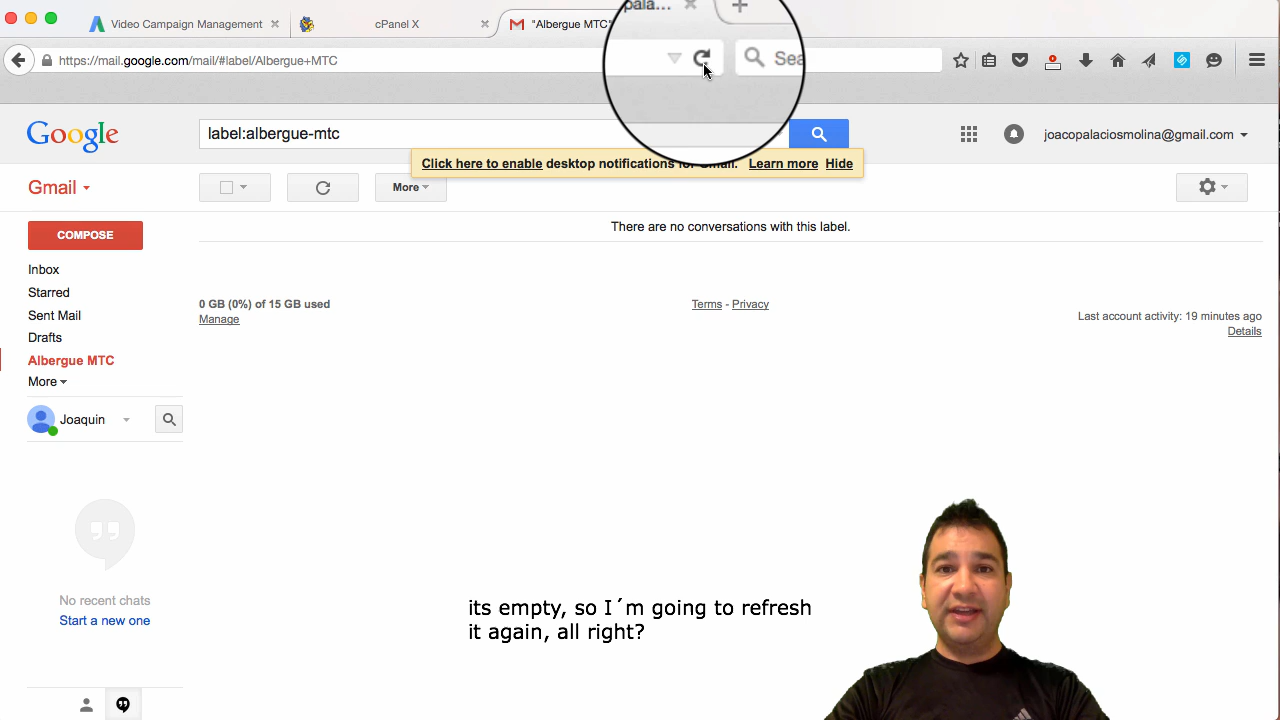 Video Campaign Management
cPanel X
"Albergue MTC"
pala...
https://mail.google.com/mail/#label/Albergue+MTC
Sea
Google
label:albergue-mtc
joacopalaciosmolina@gmail.com
Click here to enable desktop notifications for Gmail. Learn more Hide
Gmail
More
COMPOSE
There are no conversations with this label.
Inbox
Starred
Sent Mail
Drafts
Albergue MTC
More
0 GB (0%) of 15 GB used
Manage
Terms - Privacy
Last account activity: 19 minutes ago
Details
Joaquin
No recent chats
Start a new one
its empty, so I´m going to refresh
it again, all right?